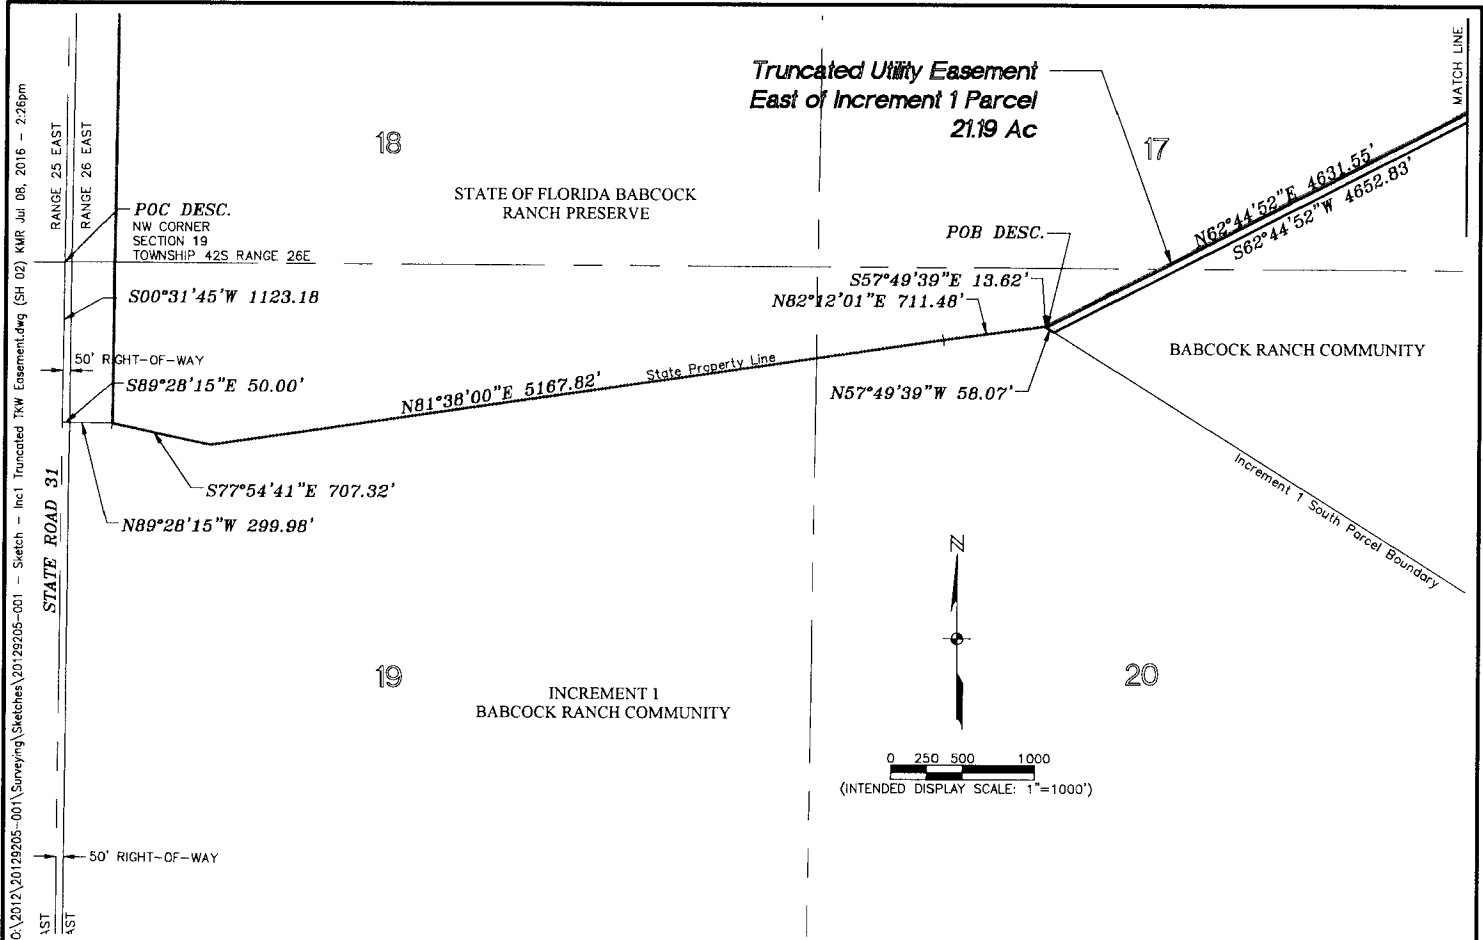 O:\2012\20129205-001\Surveying\Sketches\20129205-001 - Sketch - Inc1 Truncated TKW Easement.dwg (SH 02) KMR Jul 08, 2016 - 2:26pm
RANGE 25 EAST
RANGE 26 EAST
18
STATE OF FLORIDA BABCOCK
RANCH PRESERVE
Truncated Utility Easement
East of Increment 1 Parcel
21.19 Ac
17
MATCH LINE
N62°44'52"E 4631.55'
S62°44'52"W 4652.83'
POC DESC.
NW CORNER
SECTION 19
TOWNSHIP 42S RANGE 26E
POB DESC.
S57°49'39"E 13.62'
N82°12'01"E 711.48'
S00°31'45'W 1123.18
50' RIGHT-OF-WAY
S89°28'15"E 50.00'
State Property Line
N81°38'00"E 5167.82'
BABCOCK RANCH COMMUNITY
N57°49'39"W 58.07'
S77°54'41"E 707.32'
N89°28'15"W 299.98'
STATE ROAD 31
Increment 1 South Parcel Boundary
N
19
INCREMENT 1
BABCOCK RANCH COMMUNITY
20
0 250 500 1000
(INTENDED DISPLAY SCALE: 1"=1000')
50' RIGHT-OF-WAY
AST
AST